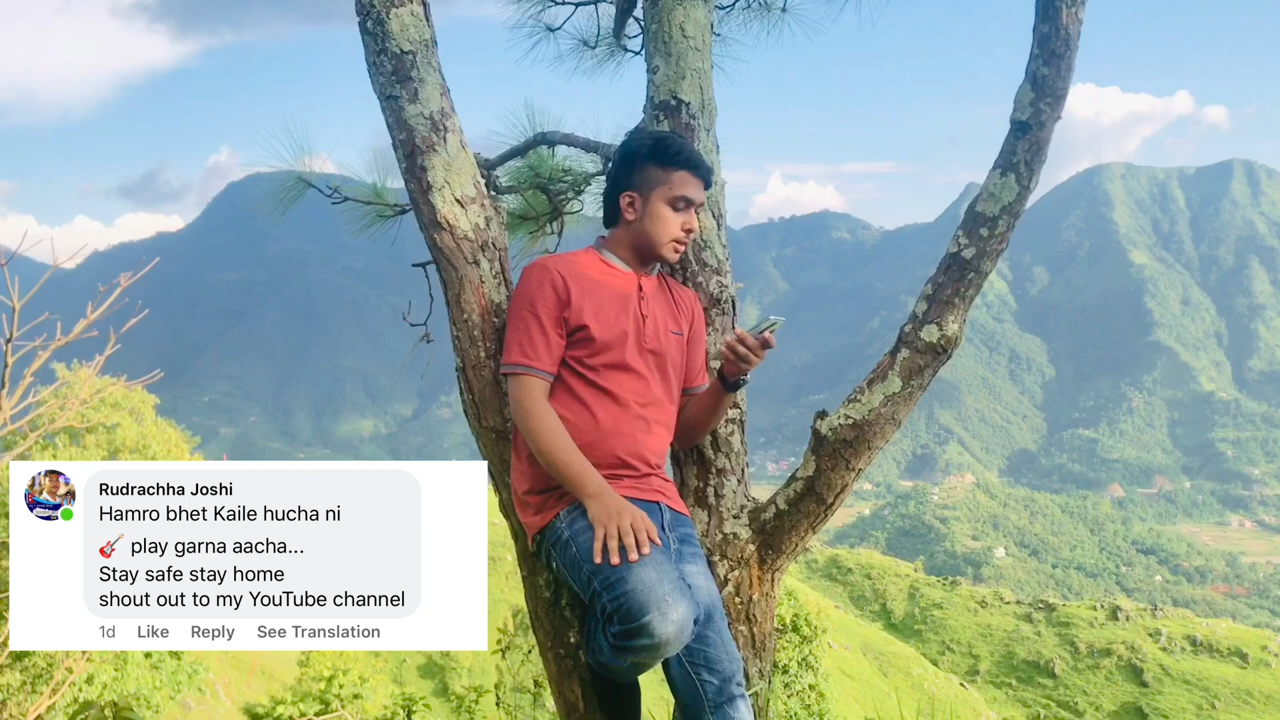 Rudrachha Joshi
Hamro bhet Kaile hucha ni
🎸 play garna aacha...
Stay safe stay home
shout out to my YouTube channel
1d Like Reply See Translation